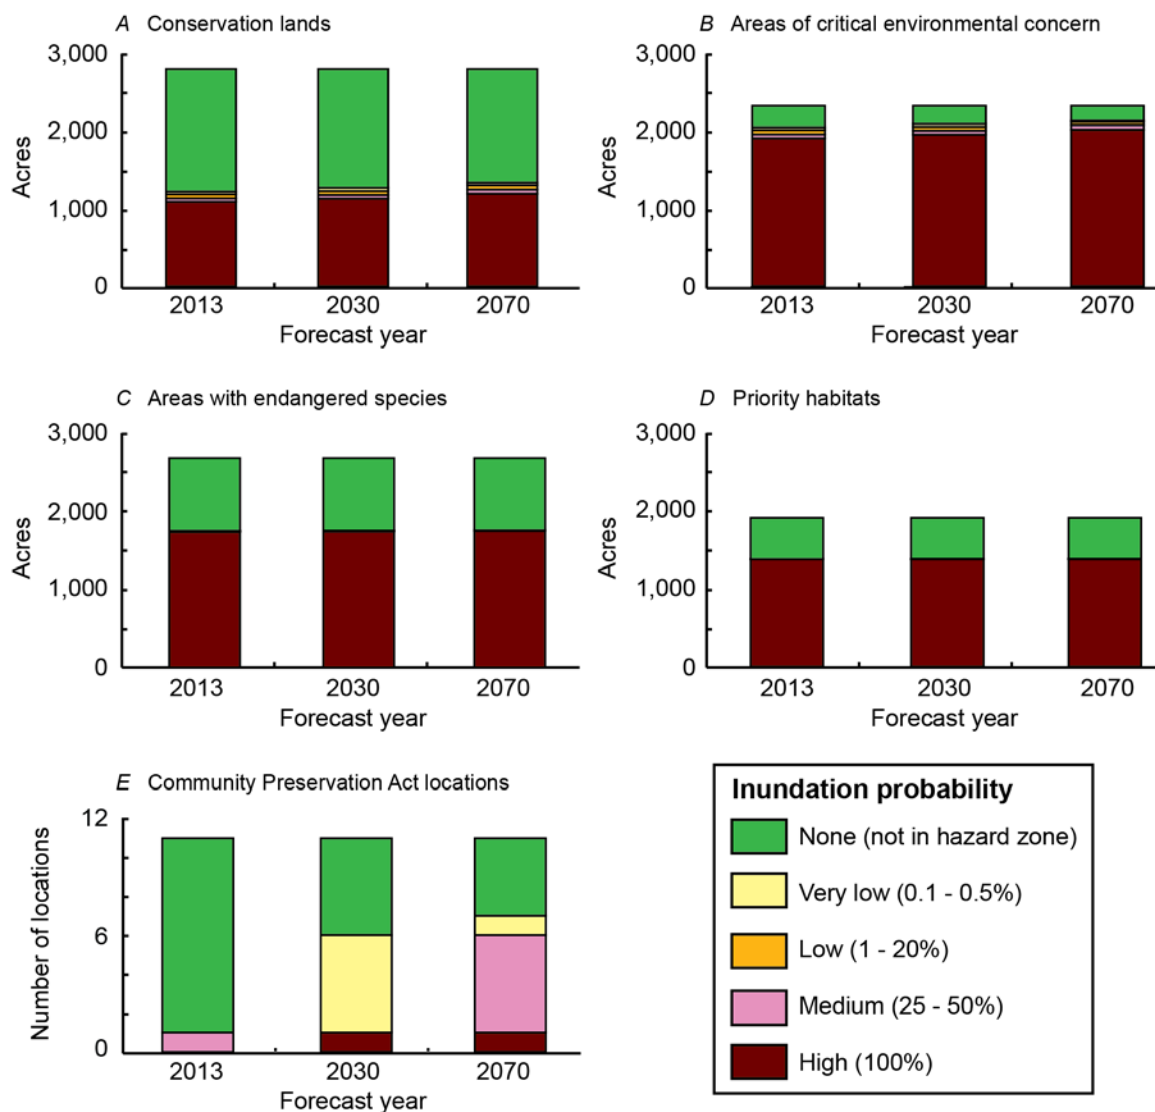 A Conservation lands
3,000
2,000
1,000
0
Acres
2013 2030 2070
Forecast year
B Areas of critical environmental concern
3,000
2,000
1,000
0
Acres
2013 2030 2070
Forecast year
C Areas with endangered species
3,000
2,000
1,000
0
Acres
2013 2030 2070
Forecast year
D Priority habitats
3,000
2,000
1,000
0
Acres
2013 2030 2070
Forecast year
E Community Preservation Act locations
12
6
0
Number of locations
2013 2030 2070
Forecast year
Inundation probability
None (not in hazard zone)
Very low (0.1 - 0.5%)
Low (1 - 20%)
Medium (25 - 50%)
High (100%)